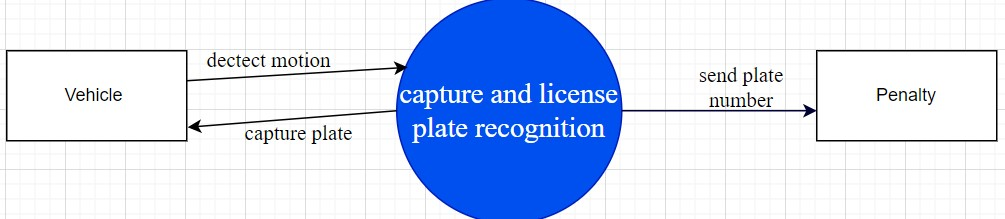 Vehicle
dectect motion
capture plate
capture and license
plate recognition
send plate
number
Penalty